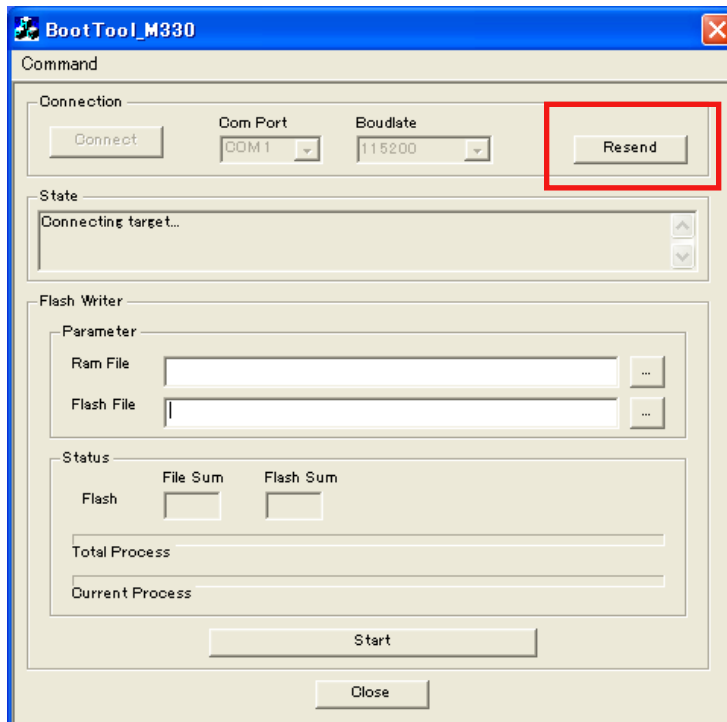 BootTool_M330
Command
Connection
Connect
Com Port
COM1
Boudlate
115200
Resend
State
Connecting target...
Flash Writer
Parameter
Ram File
...
Flash File
...
Status
File Sum Flash Sum
Flash
Total Process
Current Process
Start
Close